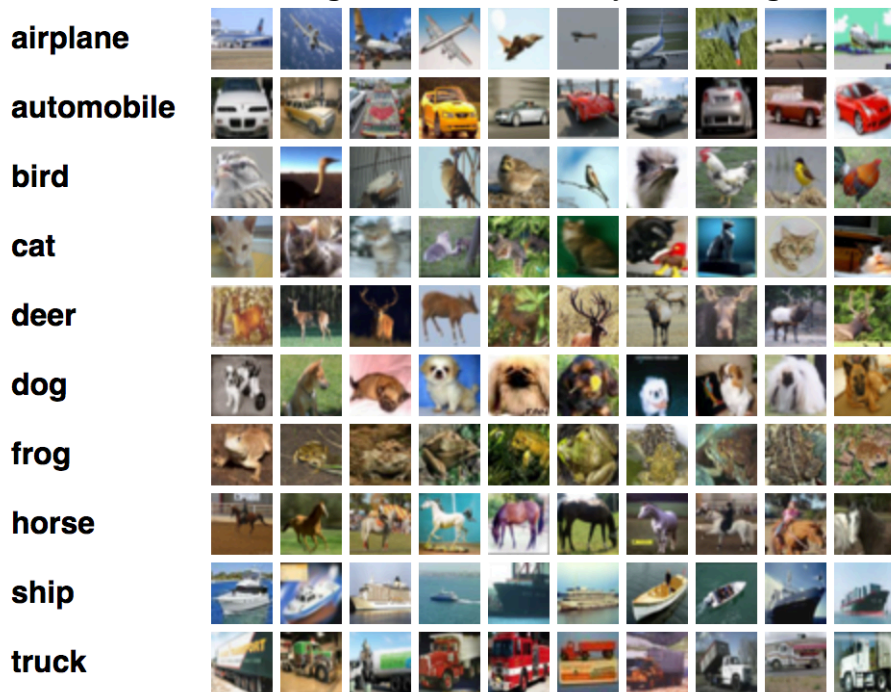 airplane
automobile
bird
cat
deer
dog
frog
horse
ship
truck